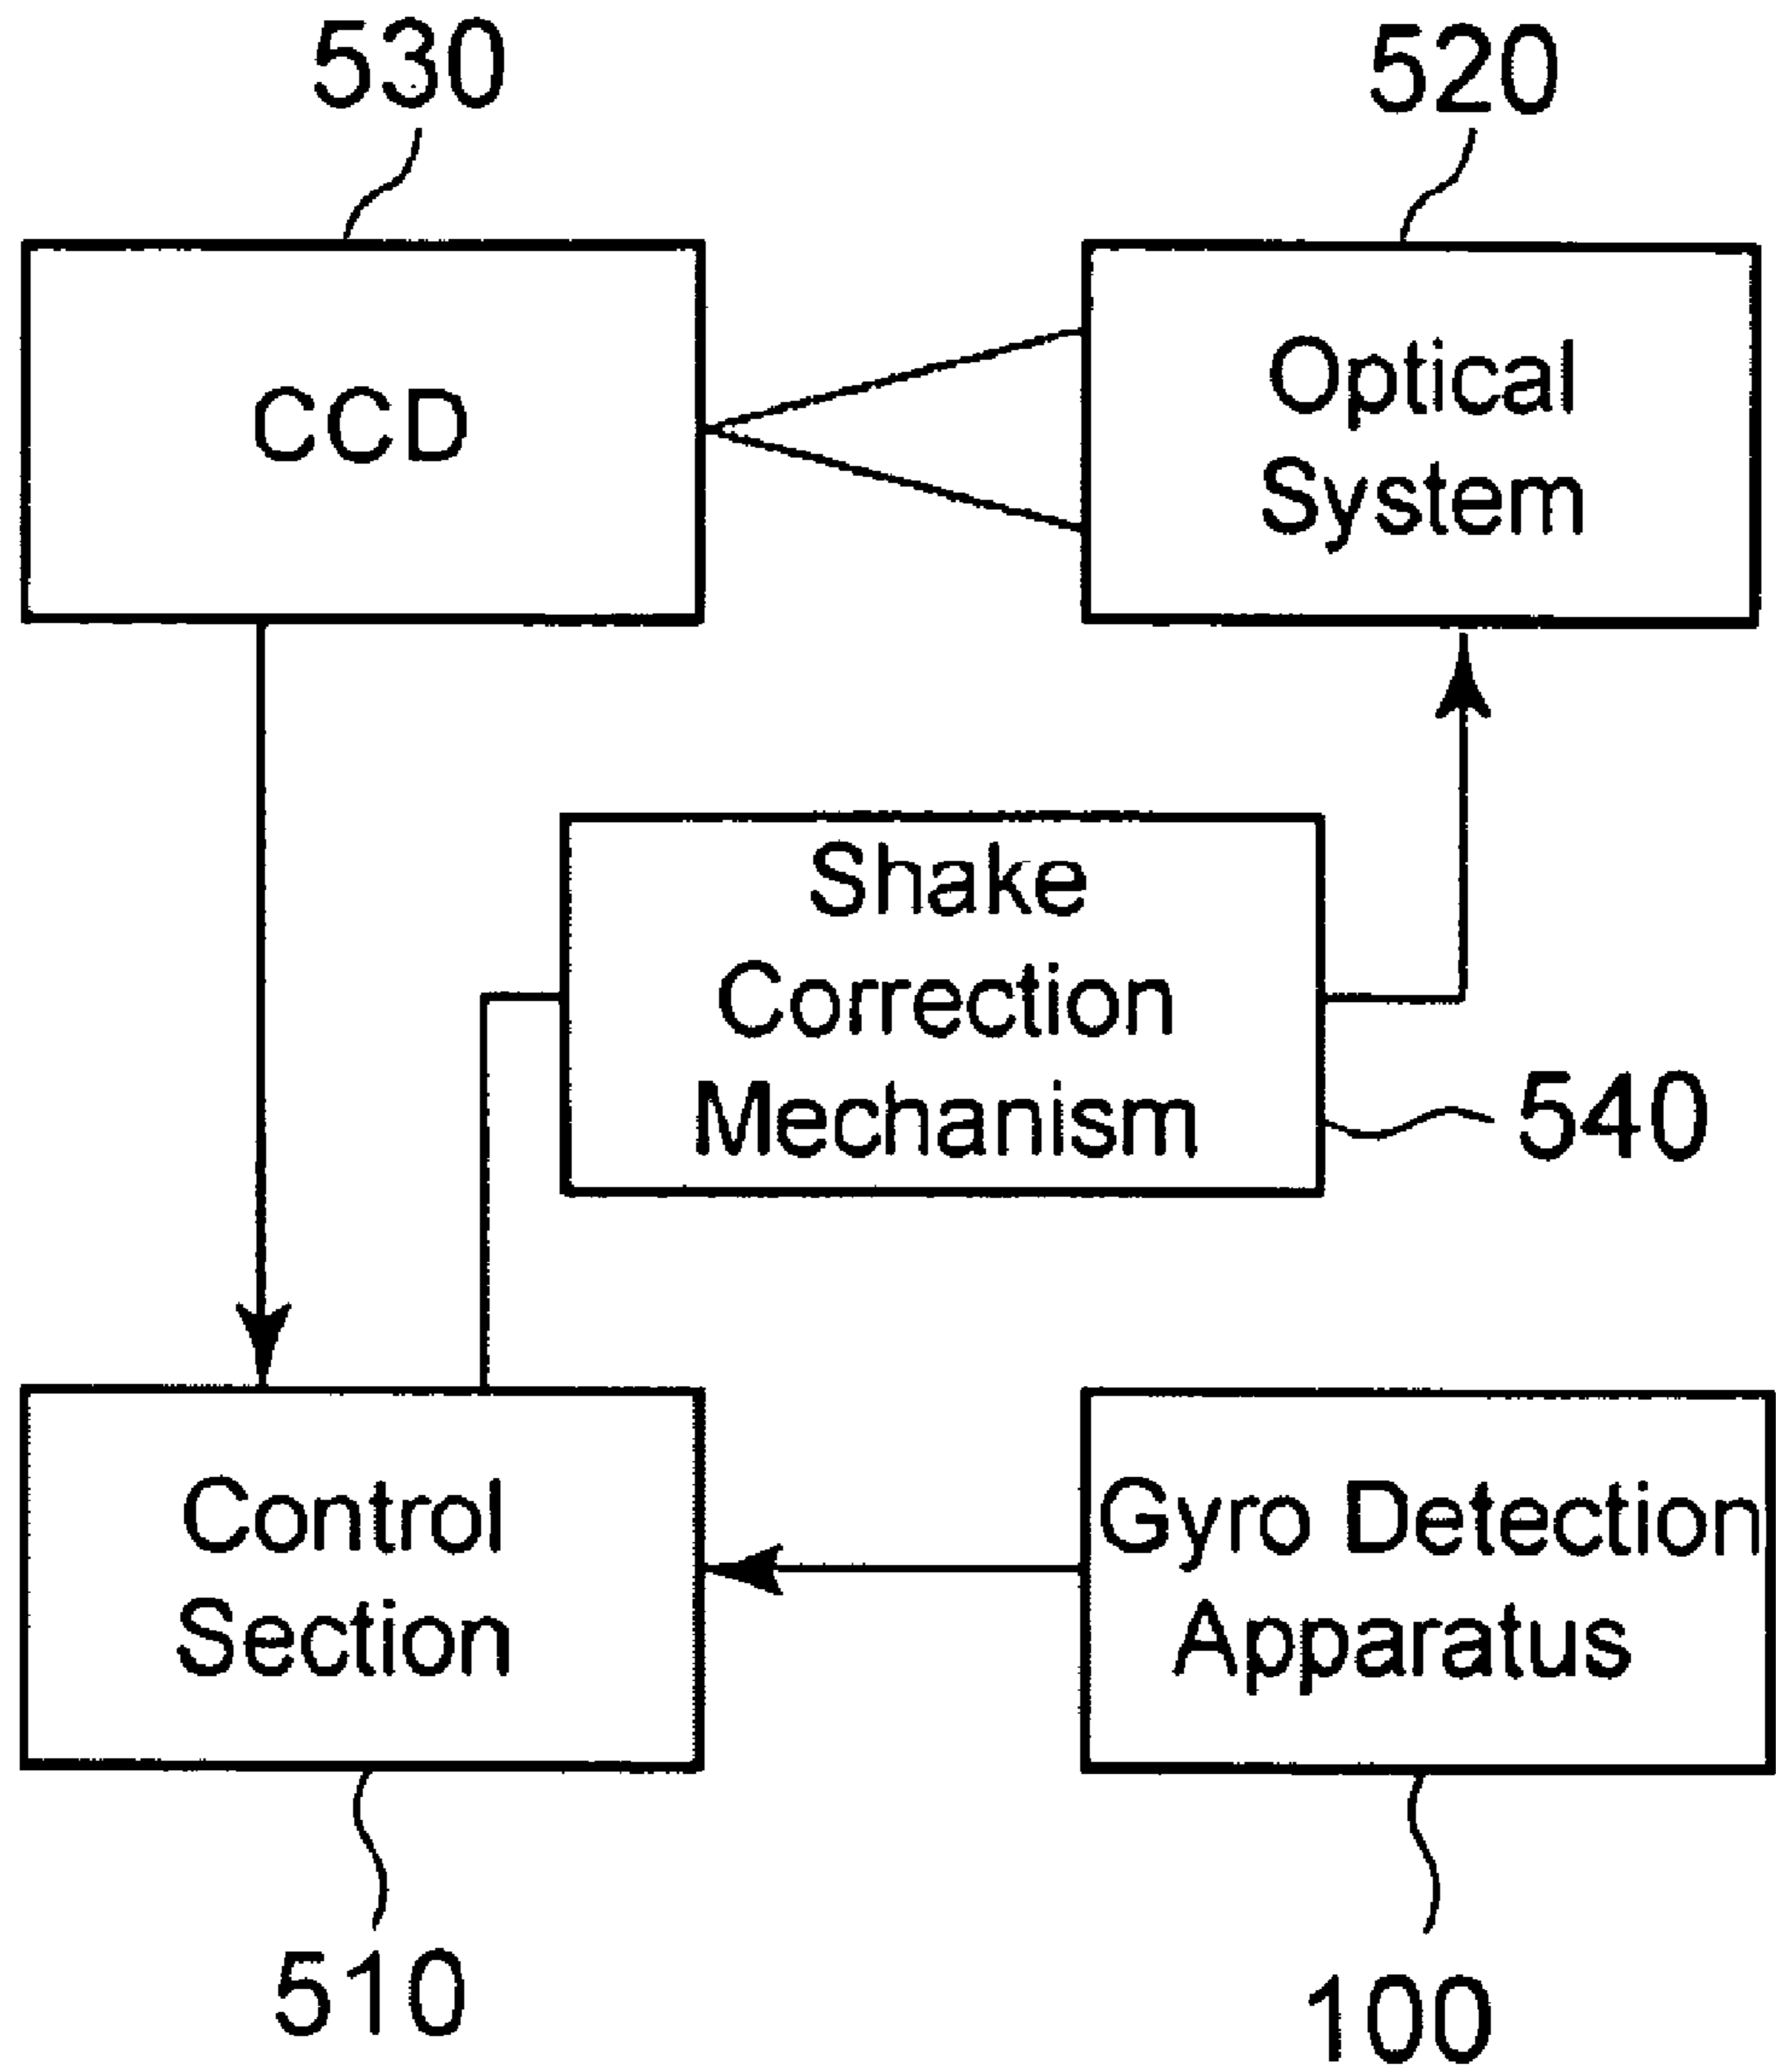 530
520
CCD
Optical
System
Shake
Correction
Mechanism
540
Control
Section
Gyro Detection
Apparatus
510
100